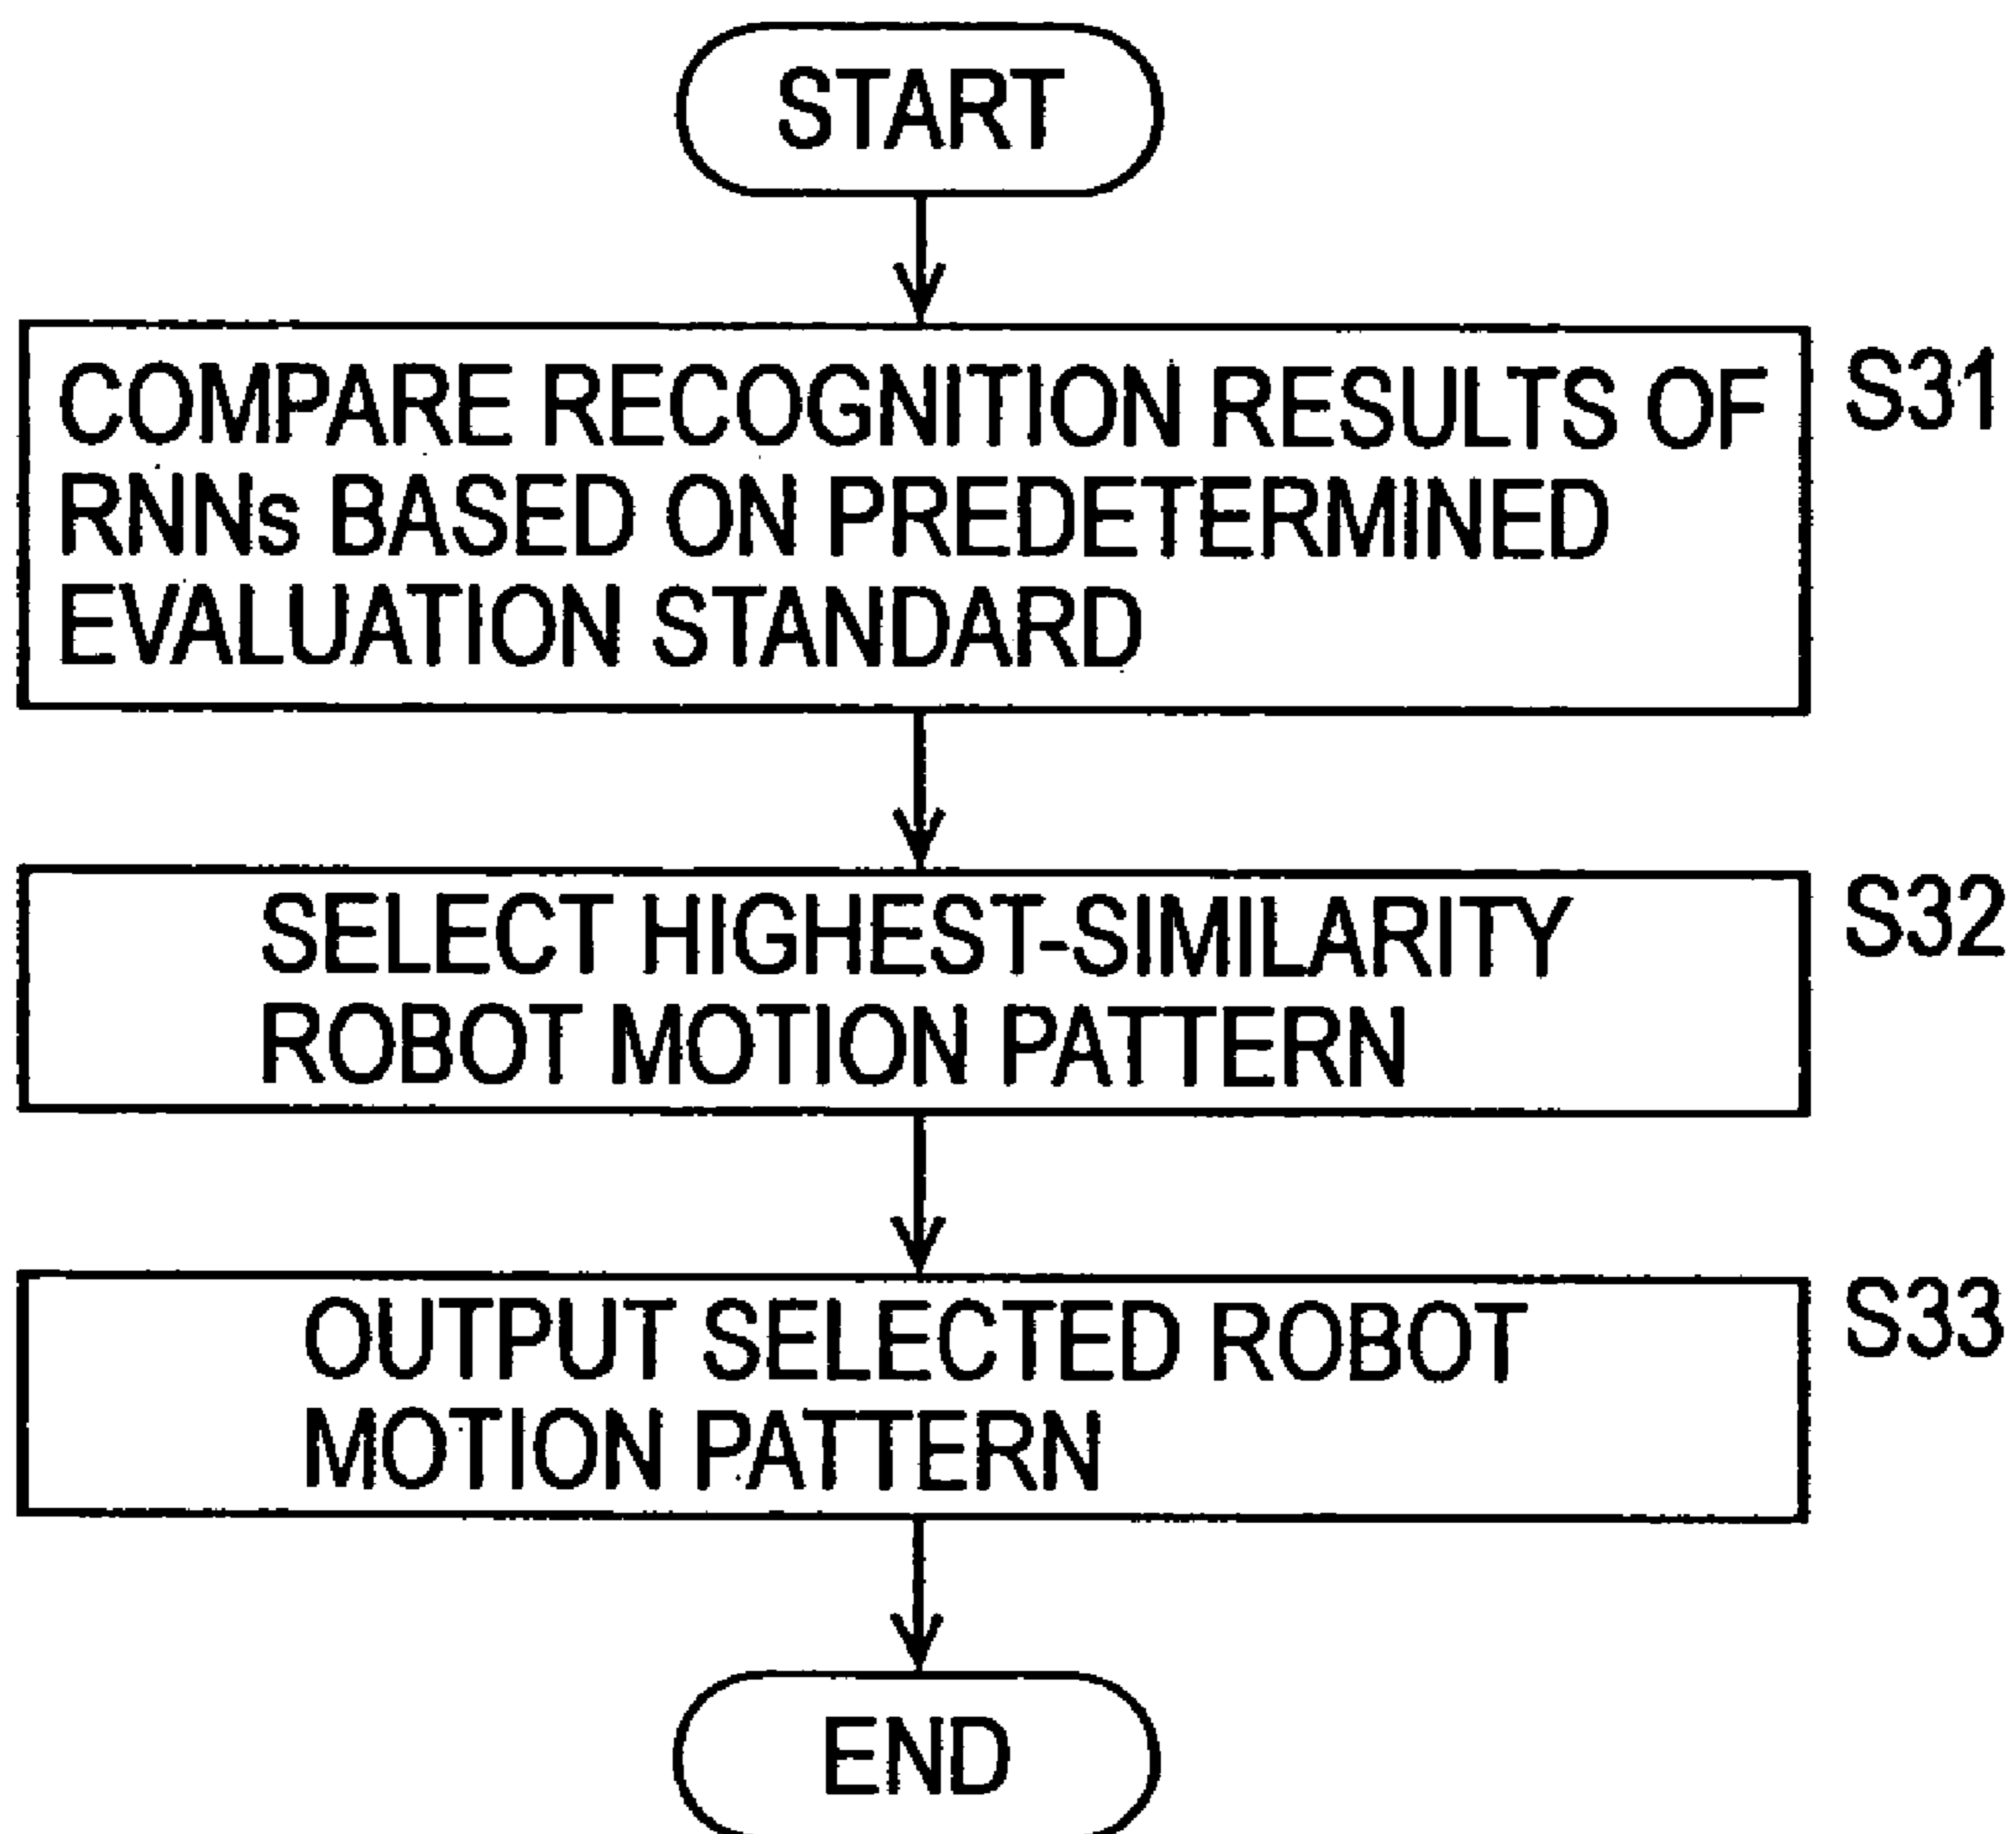 START
COMPARE RECOGNITION RESULTS OF
RNNs BASED ON PREDETERMINED
EVALUATION STANDARD
S31
SELECT HIGHEST-SIMILARITY
ROBOT MOTION PATTERN
S32
OUTPUT SELECTED ROBOT
MOTION PATTERN
S33
END